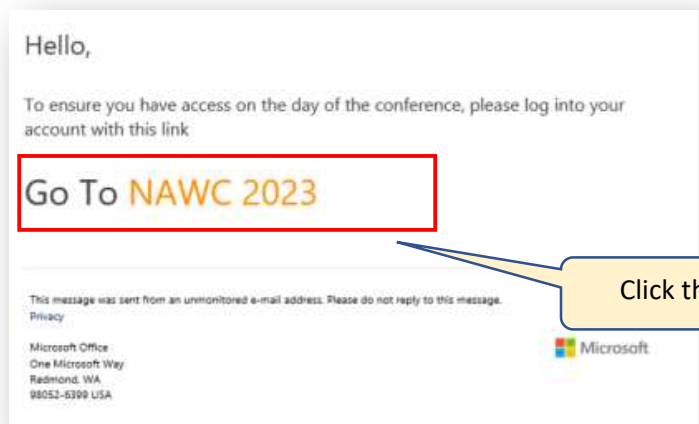 Hello,
To ensure you have access on the day of the conference, please log into your
account with this link
Go To NAWC 2023
Click th
This message was sent from an unmonitored e-mail address. Please do not reply to this message.
Privacy
Microsoft Office
One Microsoft Way
Redmond, WA
98052-6399 USA
Microsoft